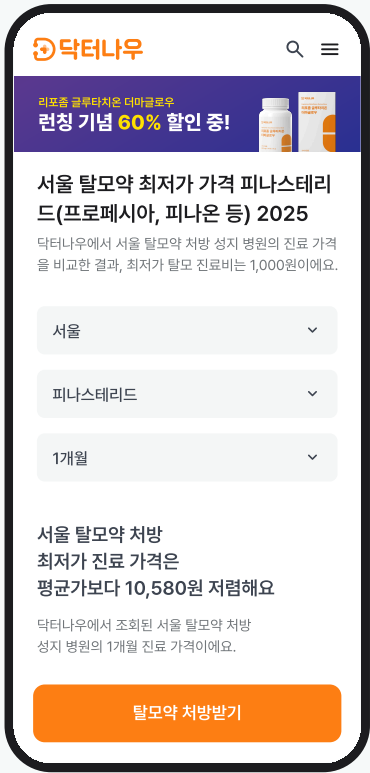 닥터나우
리포좀 글루타치온 더마글로우
런칭 기념 60% 할인 중!
서울 탈모약 최저가 가격 피나스테리
드(프로페시아, 피나온 등) 2025
닥터나우에서 서울 탈모약 처방 성지 병원의 진료 가격
을 비교한 결과, 최저가 탈모 진료비는 1,000원이에요.
서울
피나스테리드
1개월
서울 탈모약 처방
최저가 진료 가격은
평균가보다 10,580원 저렴해요
닥터나우에서 조회된 서울 탈모약 처방
성지 병원의 1개월 진료 가격이에요.
탈모약 처방받기